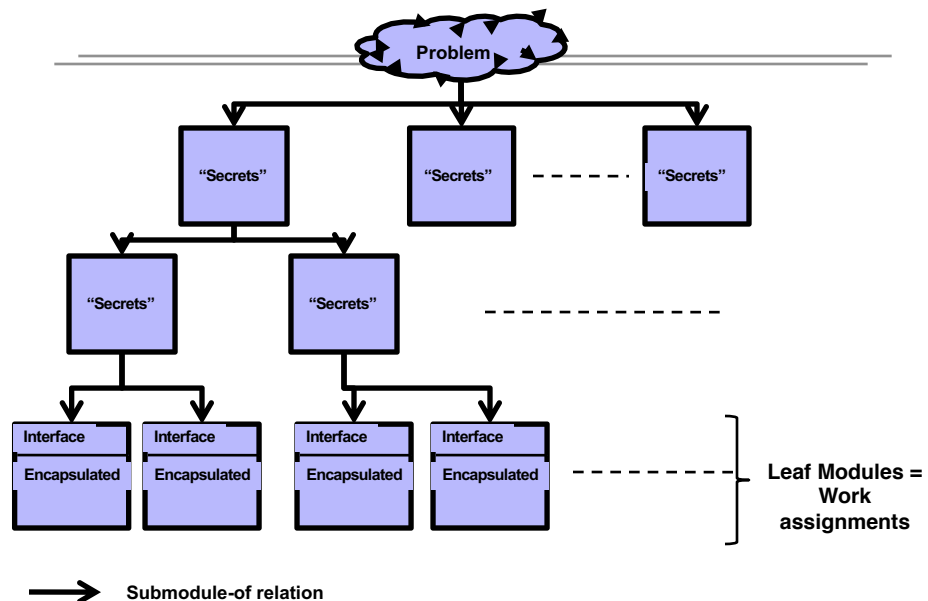 Problem
“Secrets”
“Secrets”
“Secrets”
“Secrets”
“Secrets”
Interface
Interface
Interface
Interface
Encapsulated
Encapsulated
Encapsulated
Encapsulated
Leaf Modules =
Work
assignments
Submodule-of relation